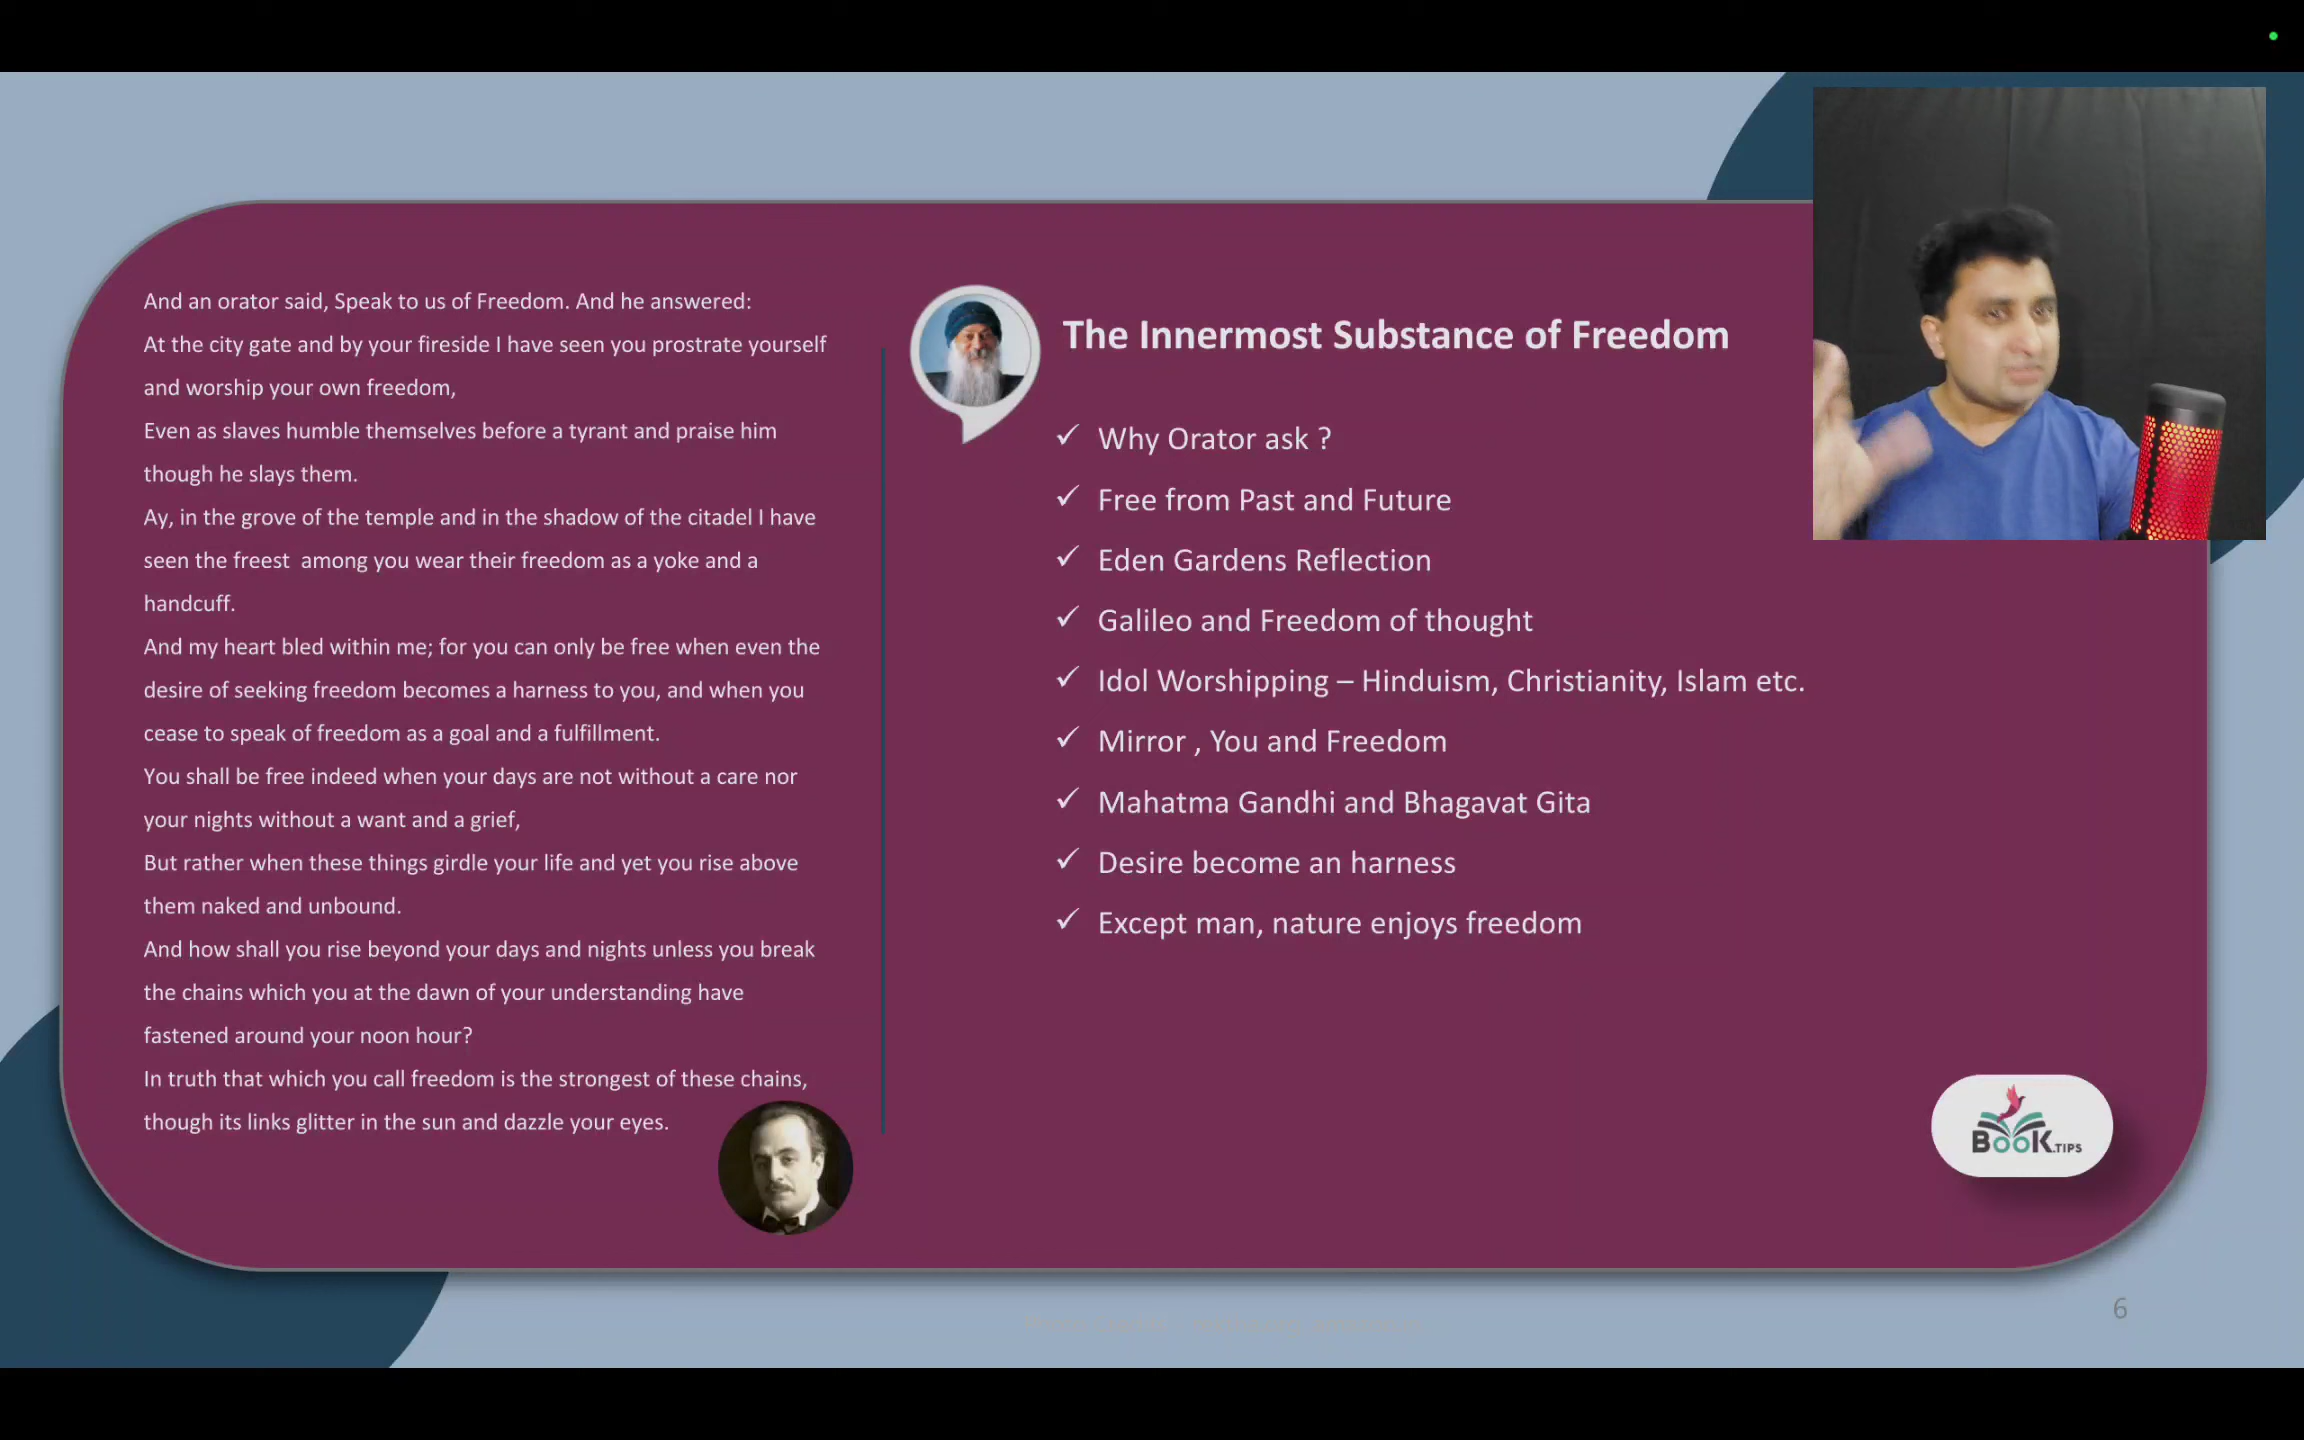 And an orator said, Speak to us of Freedom. And he answered:
At the city gate and by your fireside I have seen you prostrate yourself
and worship your own freedom,
Even as slaves humble themselves before a tyrant and praise him
though he slays them.
Ay, in the grove of the temple and in the shadow of the citadel I have
seen the freest  among you wear their freedom as a yoke and a
handcuff.
And my heart bled within me; for you can only be free when even the
desire of seeking freedom becomes a harness to you, and when you
cease to speak of freedom as a goal and a fulfillment.
You shall be free indeed when your days are not without a care nor
your nights without a want and a grief,
But rather when these things girdle your life and yet you rise above
them naked and unbound.
And how shall you rise beyond your days and nights unless you break
the chains which you at the dawn of your understanding have
fastened around your noon hour?
In truth that which you call freedom is the strongest of these chains,
though its links glitter in the sun and dazzle your eyes.
The Innermost Substance of Freedom
✓ Why Orator ask ?
✓ Free from Past and Future
✓ Eden Gardens Reflection
✓ Galileo and Freedom of thought
✓ Idol Worshipping – Hinduism, Christianity, Islam etc.
✓ Mirror , You and Freedom
✓ Mahatma Gandhi and Bhagavat Gita
✓ Desire become an harness
✓ Except man, nature enjoys freedom
BooK.TIPS
6